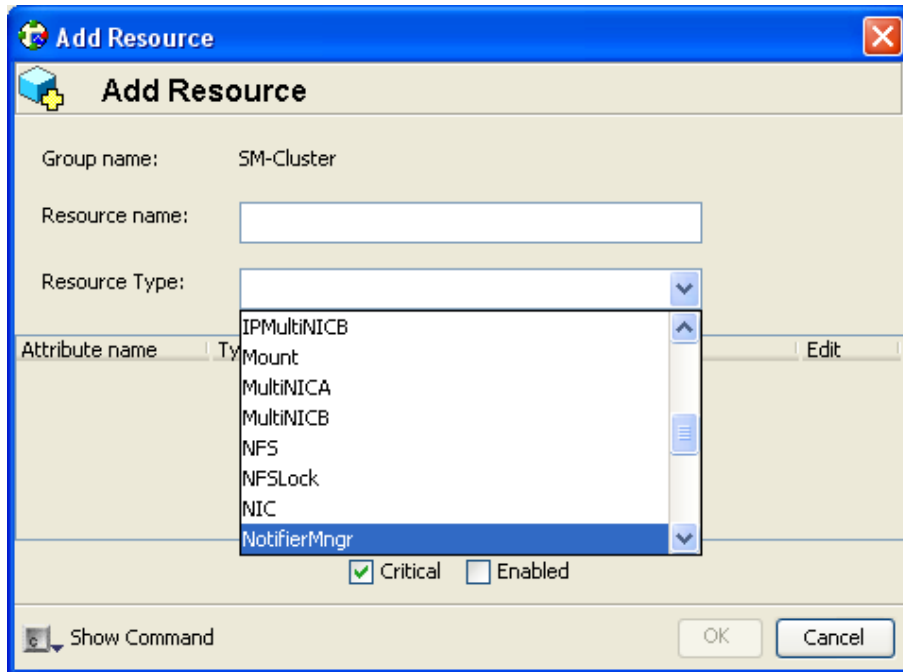 Add Resource
Add Resource
Group name: SM-Cluster
Resource name:
Resource Type:
IPMultiNICB
Attribute name Ty Edit
Mount
MultiNICA
MultiNICB
NFS
NFSLock
NIC
NotifierMngr
Critical Enabled
c Show Command OK Cancel